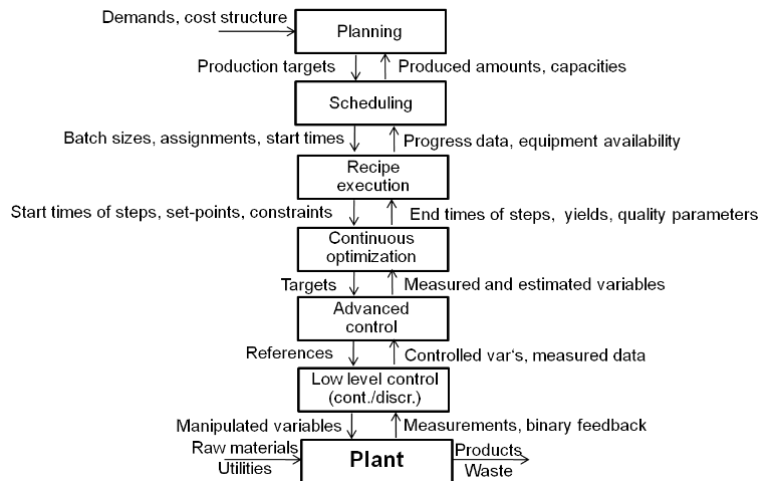 Demands, cost structure
Planning
Production targets
Produced amounts, capacities
Scheduling
Batch sizes, assignments, start times
Progress data, equipment availability
Recipe
execution
Start times of steps, set-points, constraints
End times of steps, yields, quality parameters
Continuous
optimization
Targets
Measured and estimated variables
Advanced
control
References
Controlled var's, measured data
Low level control
(cont./discr.)
Manipulated variables
Measurements, binary feedback
Raw materials
Utilities
Plant
Products
Waste